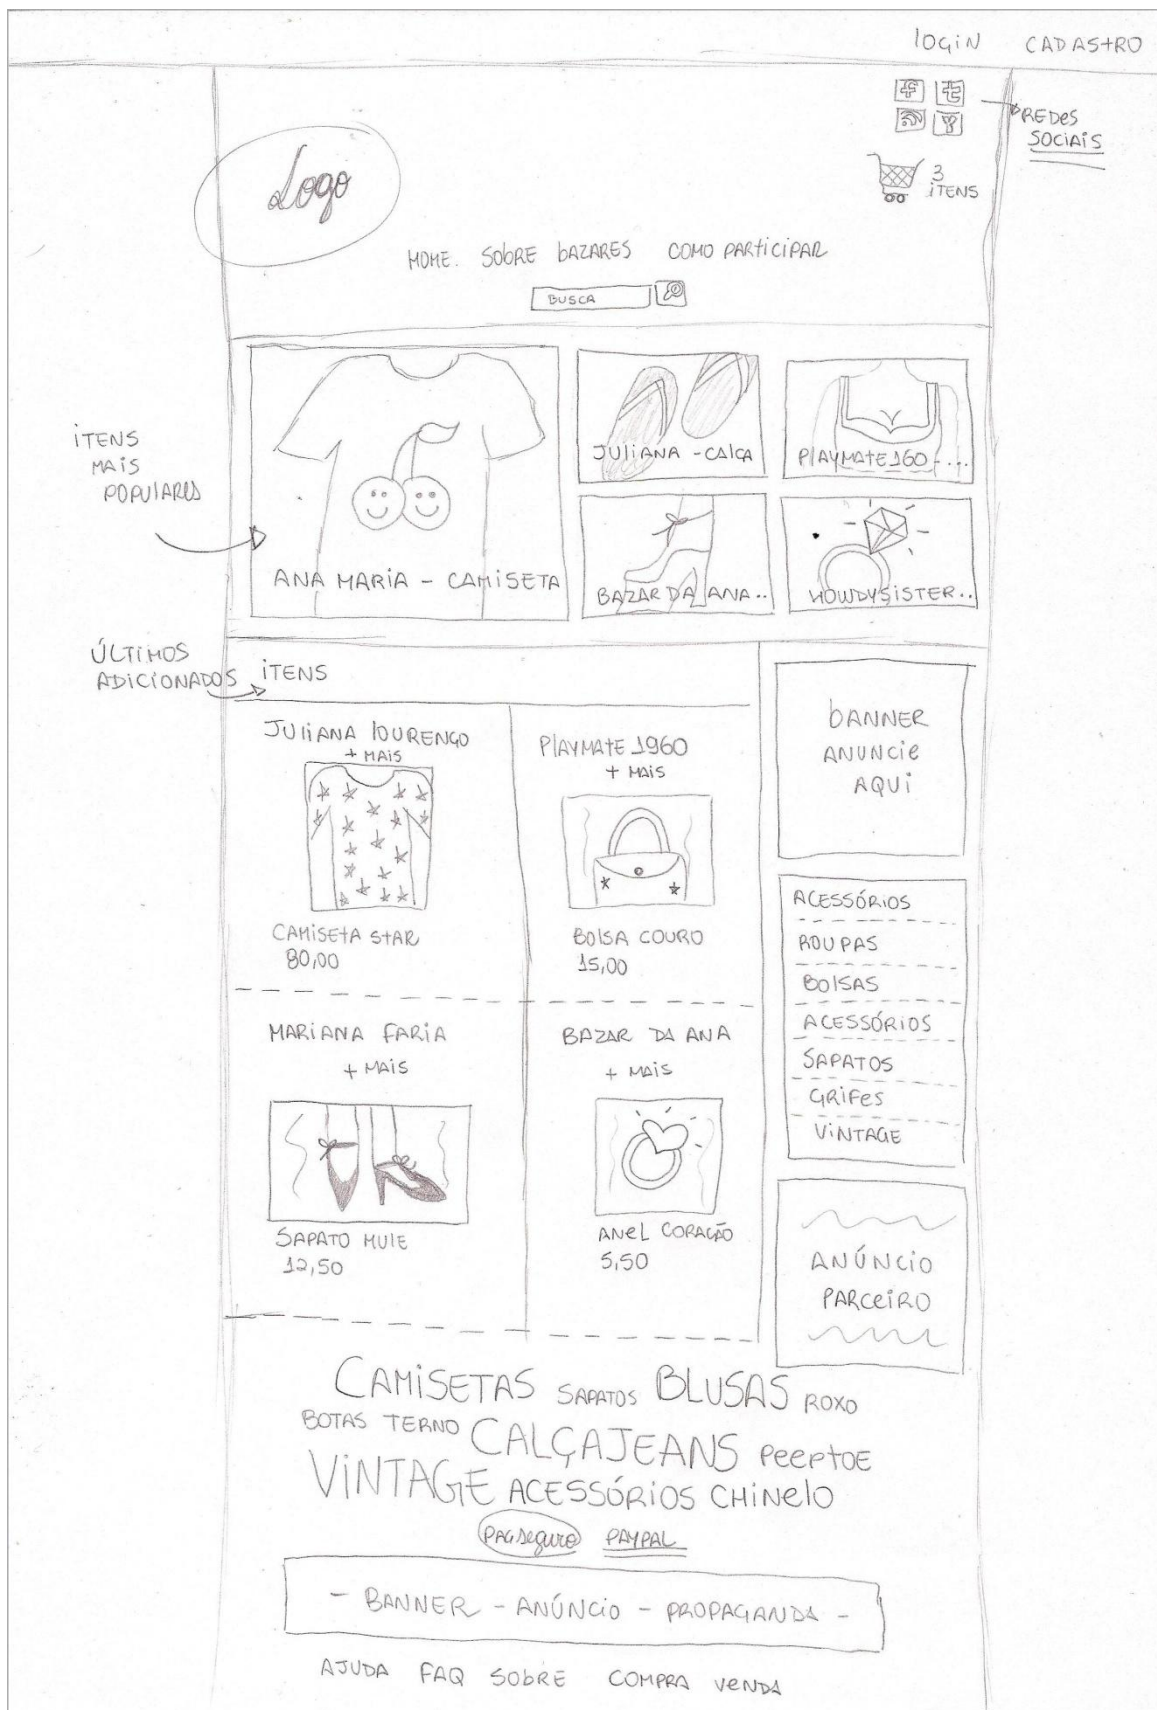 login CADASTRO
REDES
SOCIAIS
3
ITENS
Logo
HOME. SOBRE BAZARES COMO PARTICIPAR
BUSCA
ITENS
MAIS
POPULARES
JULIANA - CALÇA
PLAYMATE160-...
ANA MARIA - CAMISETA
BAZAR DA ANA..
HOWDYSISTER..
ÚLTIMOS
ADICIONADOS
ITENS
JULIANA LOURENÇO
+ MAIS
CAMISETA STAR
80,00
PLAYMATE 1960
+ MAIS
BOLSA COURO
15,00
MARIANA FARIA
+ MAIS
SAPATO MULE
12,50
BAZAR DA ANA
+ MAIS
ANEL CORAÇÃO
5,50
BANNER
ANUNCIE
AQUI
ACESSÓRIOS
ROUPAS
BOLSAS
ACESSÓRIOS
SAPATOS
GRIFES
VINTAGE
ANÚNCIO
PARCEIRO
CAMISETAS SAPATOS BLUSAS ROXO
BOTAS TERNO CALÇAJEANS PEEPTOE
VINTAGE ACESSÓRIOS CHINELO
PAGSEGURO PAYPAL
- BANNER - ANÚNCIO - PROPAGANDA -
AJUDA FAQ SOBRE COMPRA VENDA